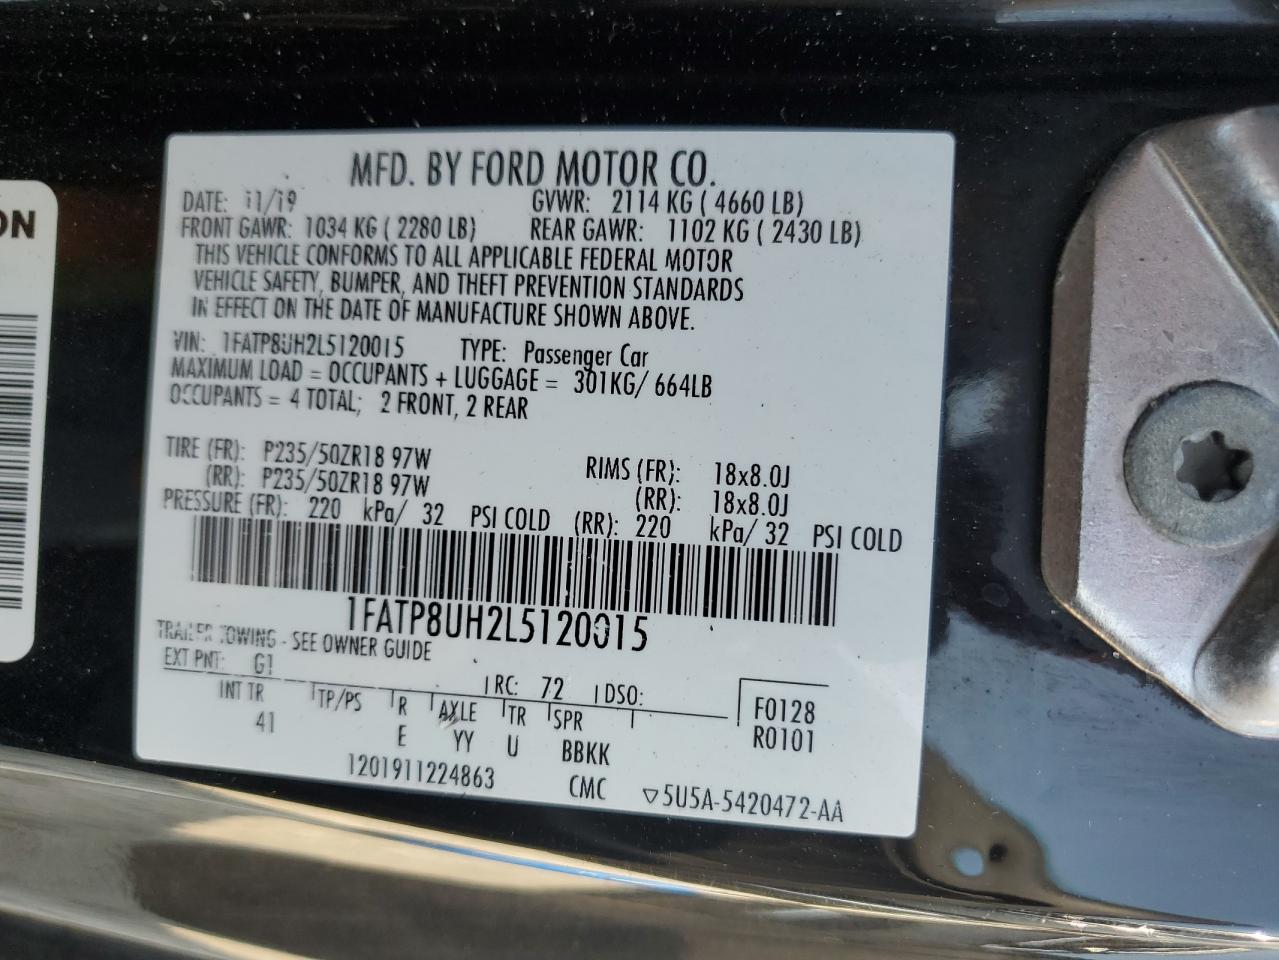 ON
MFD. BY FORD MOTOR CO.
DATE: 11/19 GVWR: 2114 KG ( 4660 LB)
FRONT GAWR: 1034 KG ( 2280 LB) REAR GAWR: 1102 KG ( 2430 LB)
THIS VEHICLE CONFORMS TO ALL APPLICABLE FEDERAL MOTOR
VEHICLE SAFETY, BUMPER, AND THEFT PREVENTION STANDARDS
IN EFFECT ON THE DATE OF MANUFACTURE SHOWN ABOVE.
VIN: 1FATP8UH2L5120015 TYPE: Passenger Car
MAXIMUM LOAD = OCCUPANTS + LUGGAGE = 301KG/ 664LB
OCCUPANTS = 4 TOTAL; 2 FRONT, 2 REAR
TIRE (FR): P235/50ZR18 97W RIMS (FR): 18x8.0J
(RR): P235/50ZR18 97W (RR): 18x8.0J
PRESSURE (FR): 220 kPa/ 32 PSI COLD (RR): 220 kPa/ 32 PSI COLD
1FATP8UH2L5120015
TRAILER TOWING - SEE OWNER GUIDE
EXT PNT: G1 RC: 72 DSO:
INT TR TP/PS R AXLE TR SPR F0128
41 E YY U BBKK R0101
1201911224863 CMC ▽5U5A-5420472-AA